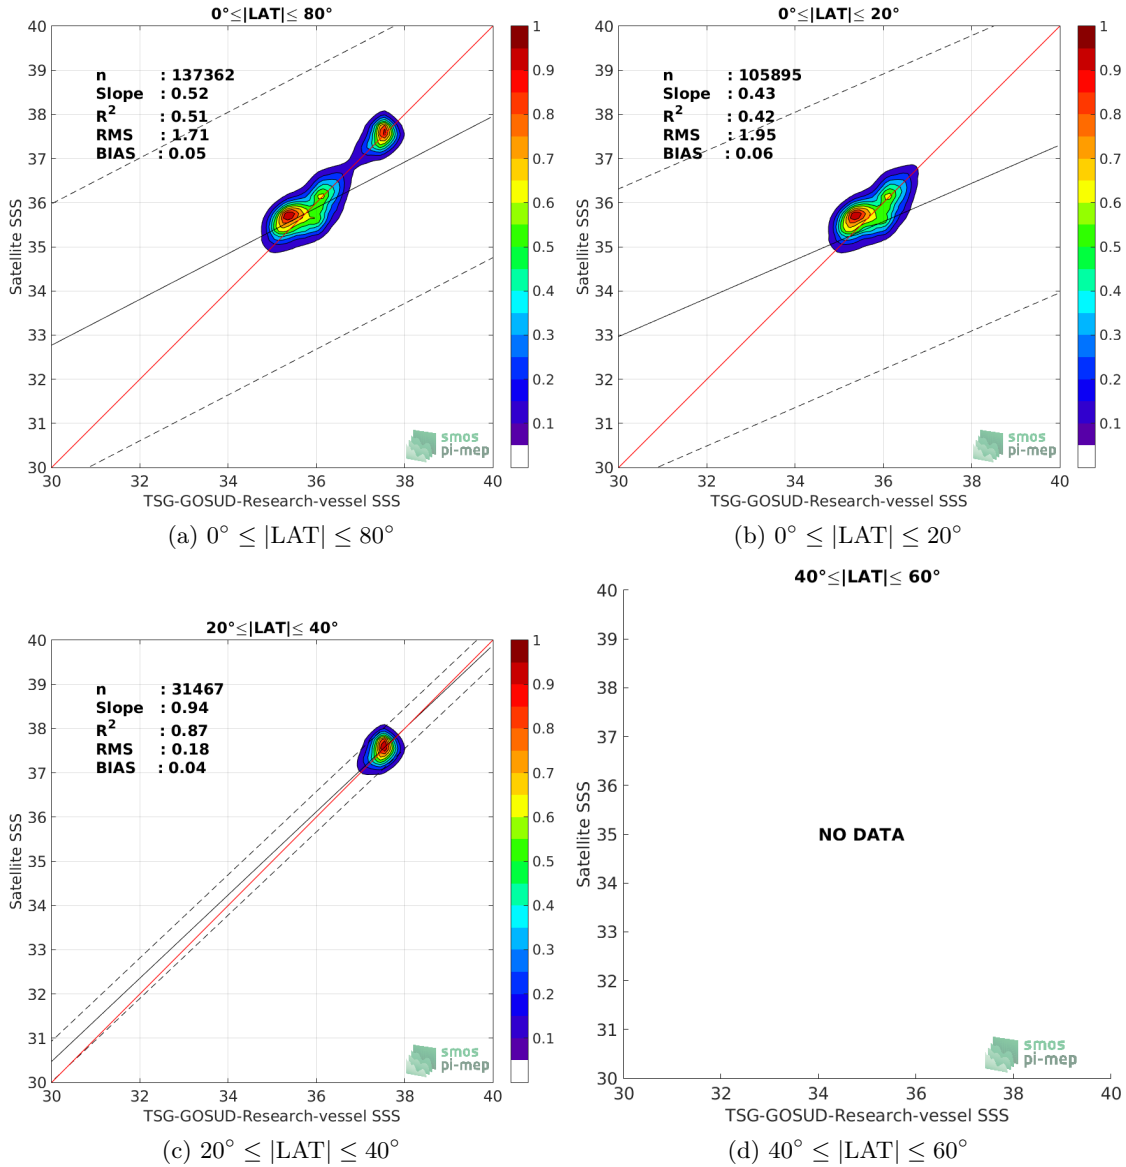 0°≤|LAT|≤ 80°
40
39
38
37
36
35
34
33
32
31
30
Satellite SSS
n : 137362
Slope : 0.52
R² : 0.51
RMS : 1.71
BIAS : 0.05
smos
pi-mep
30 32 34 36 38 40
TSG-GOSUD-Research-vessel SSS
1
0.9
0.8
0.7
0.6
0.5
0.4
0.3
0.2
0.1
(a) 0° ≤ |LAT| ≤ 80°
0°≤|LAT|≤ 20°
40
39
38
37
36
35
34
33
32
31
30
Satellite SSS
n : 105895
Slope : 0.43
R² : 0.42
RMS : 1.95
BIAS : 0.06
smos
pi-mep
30 32 34 36 38 40
TSG-GOSUD-Research-vessel SSS
1
0.9
0.8
0.7
0.6
0.5
0.4
0.3
0.2
0.1
(b) 0° ≤ |LAT| ≤ 20°
20°≤|LAT|≤ 40°
40
39
38
37
36
35
34
33
32
31
30
Satellite SSS
n : 31467
Slope : 0.94
R² : 0.87
RMS : 0.18
BIAS : 0.04
smos
pi-mep
30 32 34 36 38 40
TSG-GOSUD-Research-vessel SSS
1
0.9
0.8
0.7
0.6
0.5
0.4
0.3
0.2
0.1
(c) 20° ≤ |LAT| ≤ 40°
40°≤|LAT|≤ 60°
40
39
38
37
36
35
34
33
32
31
30
Satellite SSS
NO DATA
smos
pi-mep
30 32 34 36 38 40
TSG-GOSUD-Research-vessel SSS
(d) 40° ≤ |LAT| ≤ 60°